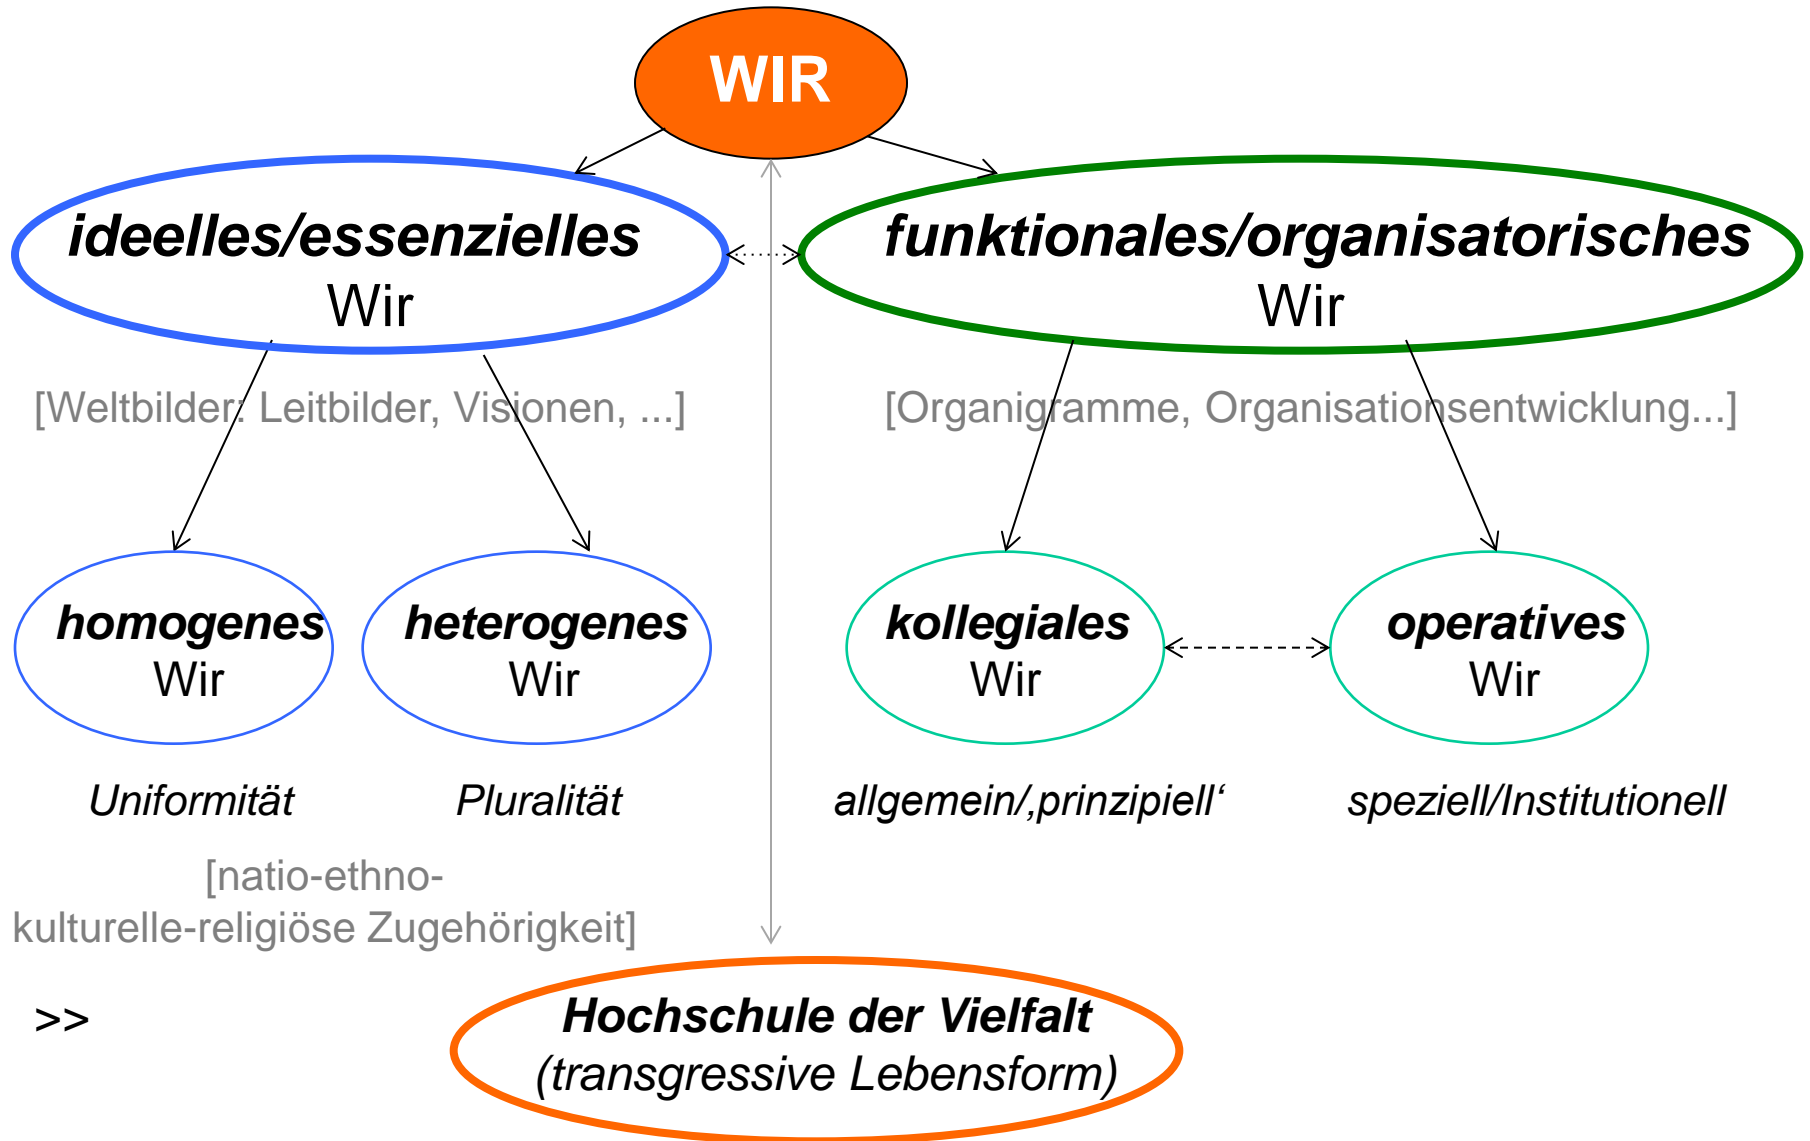 WIR
ideelles/essenzielles
Wir
funktionales/organisatorisches
Wir
[Weltbilder: Leitbilder, Visionen, ...]
[Organigramme, Organisationsentwicklung...]
homogenes
Wir
heterogenes
Wir
kollegiales
Wir
operatives
Wir
Uniformität
Pluralität
allgemein/‚prinzipiell‘
speziell/Institutionell
[natio-ethno-
kulturelle-religiöse Zugehörigkeit]
>>
Hochschule der Vielfalt
(transgressive Lebensform)